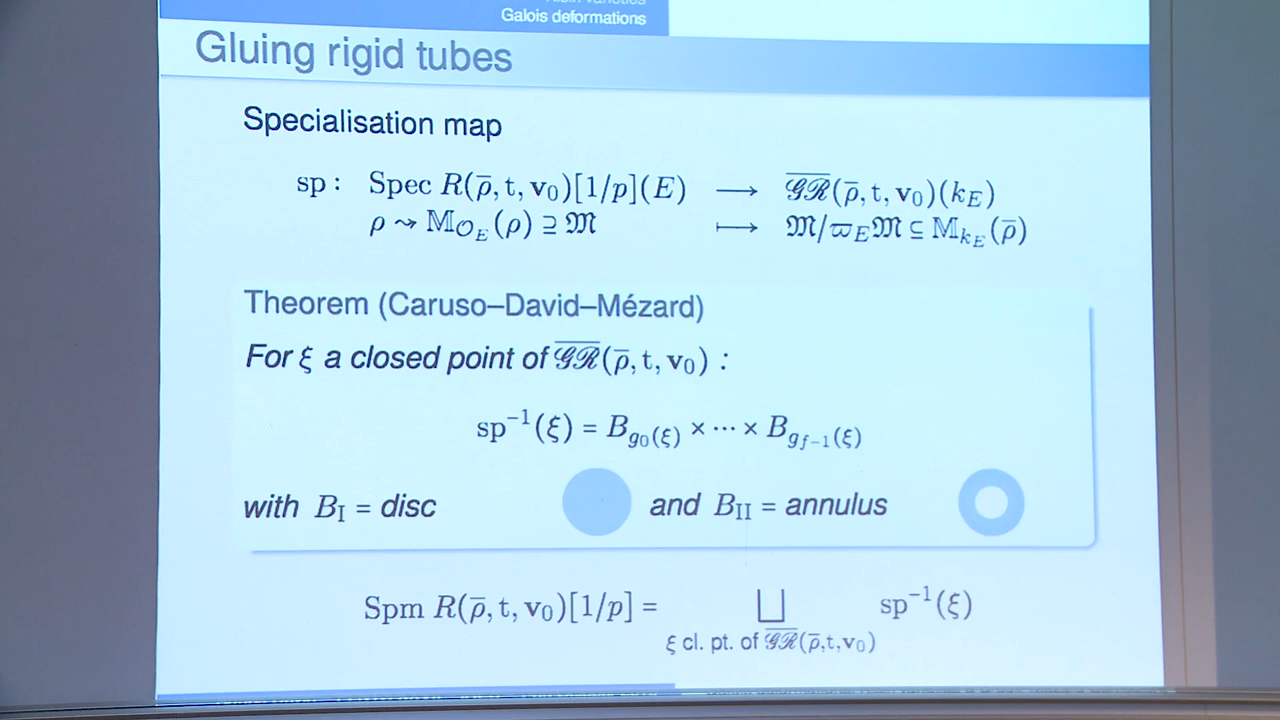 Galois deformations
Gluing rigid tubes
Specialisation map
sp : Spec R(ρ̄, t, v₀)[1/p](E) ⟶ 𝒢ℛ̅(ρ̄, t, v₀)(k_E)
ρ ⇝ 𝕄_{𝒪_E}(ρ) ⊇ 𝔐 ⟼ 𝔐/ϖ_E𝔐 ⊆ 𝕄_{k_E}(ρ̄)
Theorem (Caruso–David–Mézard)
For ξ a closed point of 𝒢ℛ̅(ρ̄, t, v₀) :
sp⁻¹(ξ) = B_{g₀(ξ)} × ⋯ × B_{g_{f−1}(ξ)}
with B_I = disc and B_II = annulus
Spm R(ρ̄, t, v₀)[1/p] = ⨆ sp⁻¹(ξ)
ξ cl. pt. of 𝒢ℛ̅(ρ̄,t,v₀)